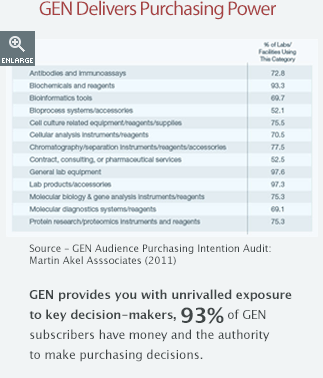 GEN Delivers Purchasing Power
ENLARGE
% of Labs/
Facilities Using
This Category
Antibodies and Immunoassays 72.8
Biochemicals and reagents 93.3
Bioinformatics tools 69.7
Bioprocess systems/accessories 52.1
Cell culture related equipment/reagents/supplies 75.5
Cellular analysis instruments/reagents 70.5
Chromatography/separation instruments/reagents/accessories 77.5
Contract, consulting, or pharmaceutical services 52.5
General lab equipment 97.6
Lab products/accessories 97.3
Molecular biology & gene analysis instruments/reagents 75.3
Molecular diagnostics systems/reagents 69.1
Protein research/proteomics instruments and reagents 75.3
Source – GEN Audience Purchasing Intention Audit:
Martin Akel Asssociates (2011)
GEN provides you with unrivalled exposure
to key decision-makers, 93% of GEN
subscribers have money and the authority
to make purchasing decisions.